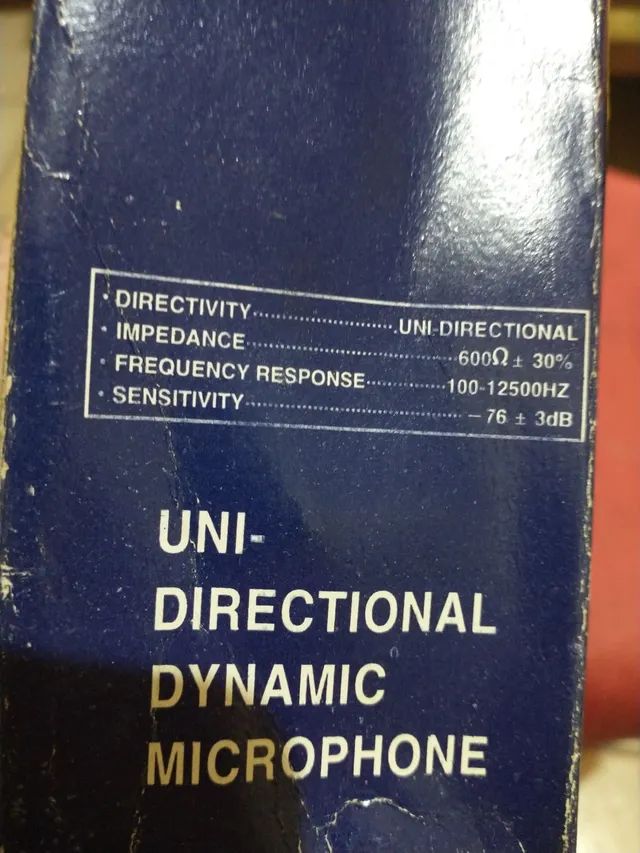 · DIRECTIVITY..........................UNI-DIRECTIONAL
· IMPEDANCE........................................600Ω ± 30%
· FREQUENCY RESPONSE..............100-12500HZ
· SENSITIVITY........................................– 76 ± 3dB
UNI-
DIRECTIONAL
DYNAMIC
MICROPHONE